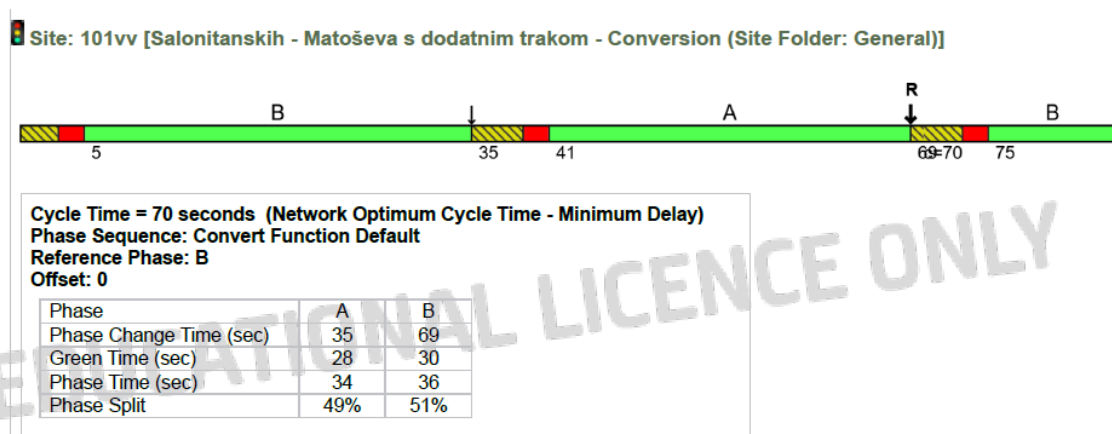 Site: 101vv [Salonitanskih - Matoševa s dodatnim trakom - Conversion (Site Folder: General)]
R
B A B
5 35 41 69 c=70 75
Cycle Time = 70 seconds (Network Optimum Cycle Time - Minimum Delay)
Phase Sequence: Convert Function Default
Reference Phase: B
Offset: 0
Phase A B
Phase Change Time (sec) 35 69
Green Time (sec) 28 30
Phase Time (sec) 34 36
Phase Split 49% 51%
EDUCATIONAL LICENCE ONLY